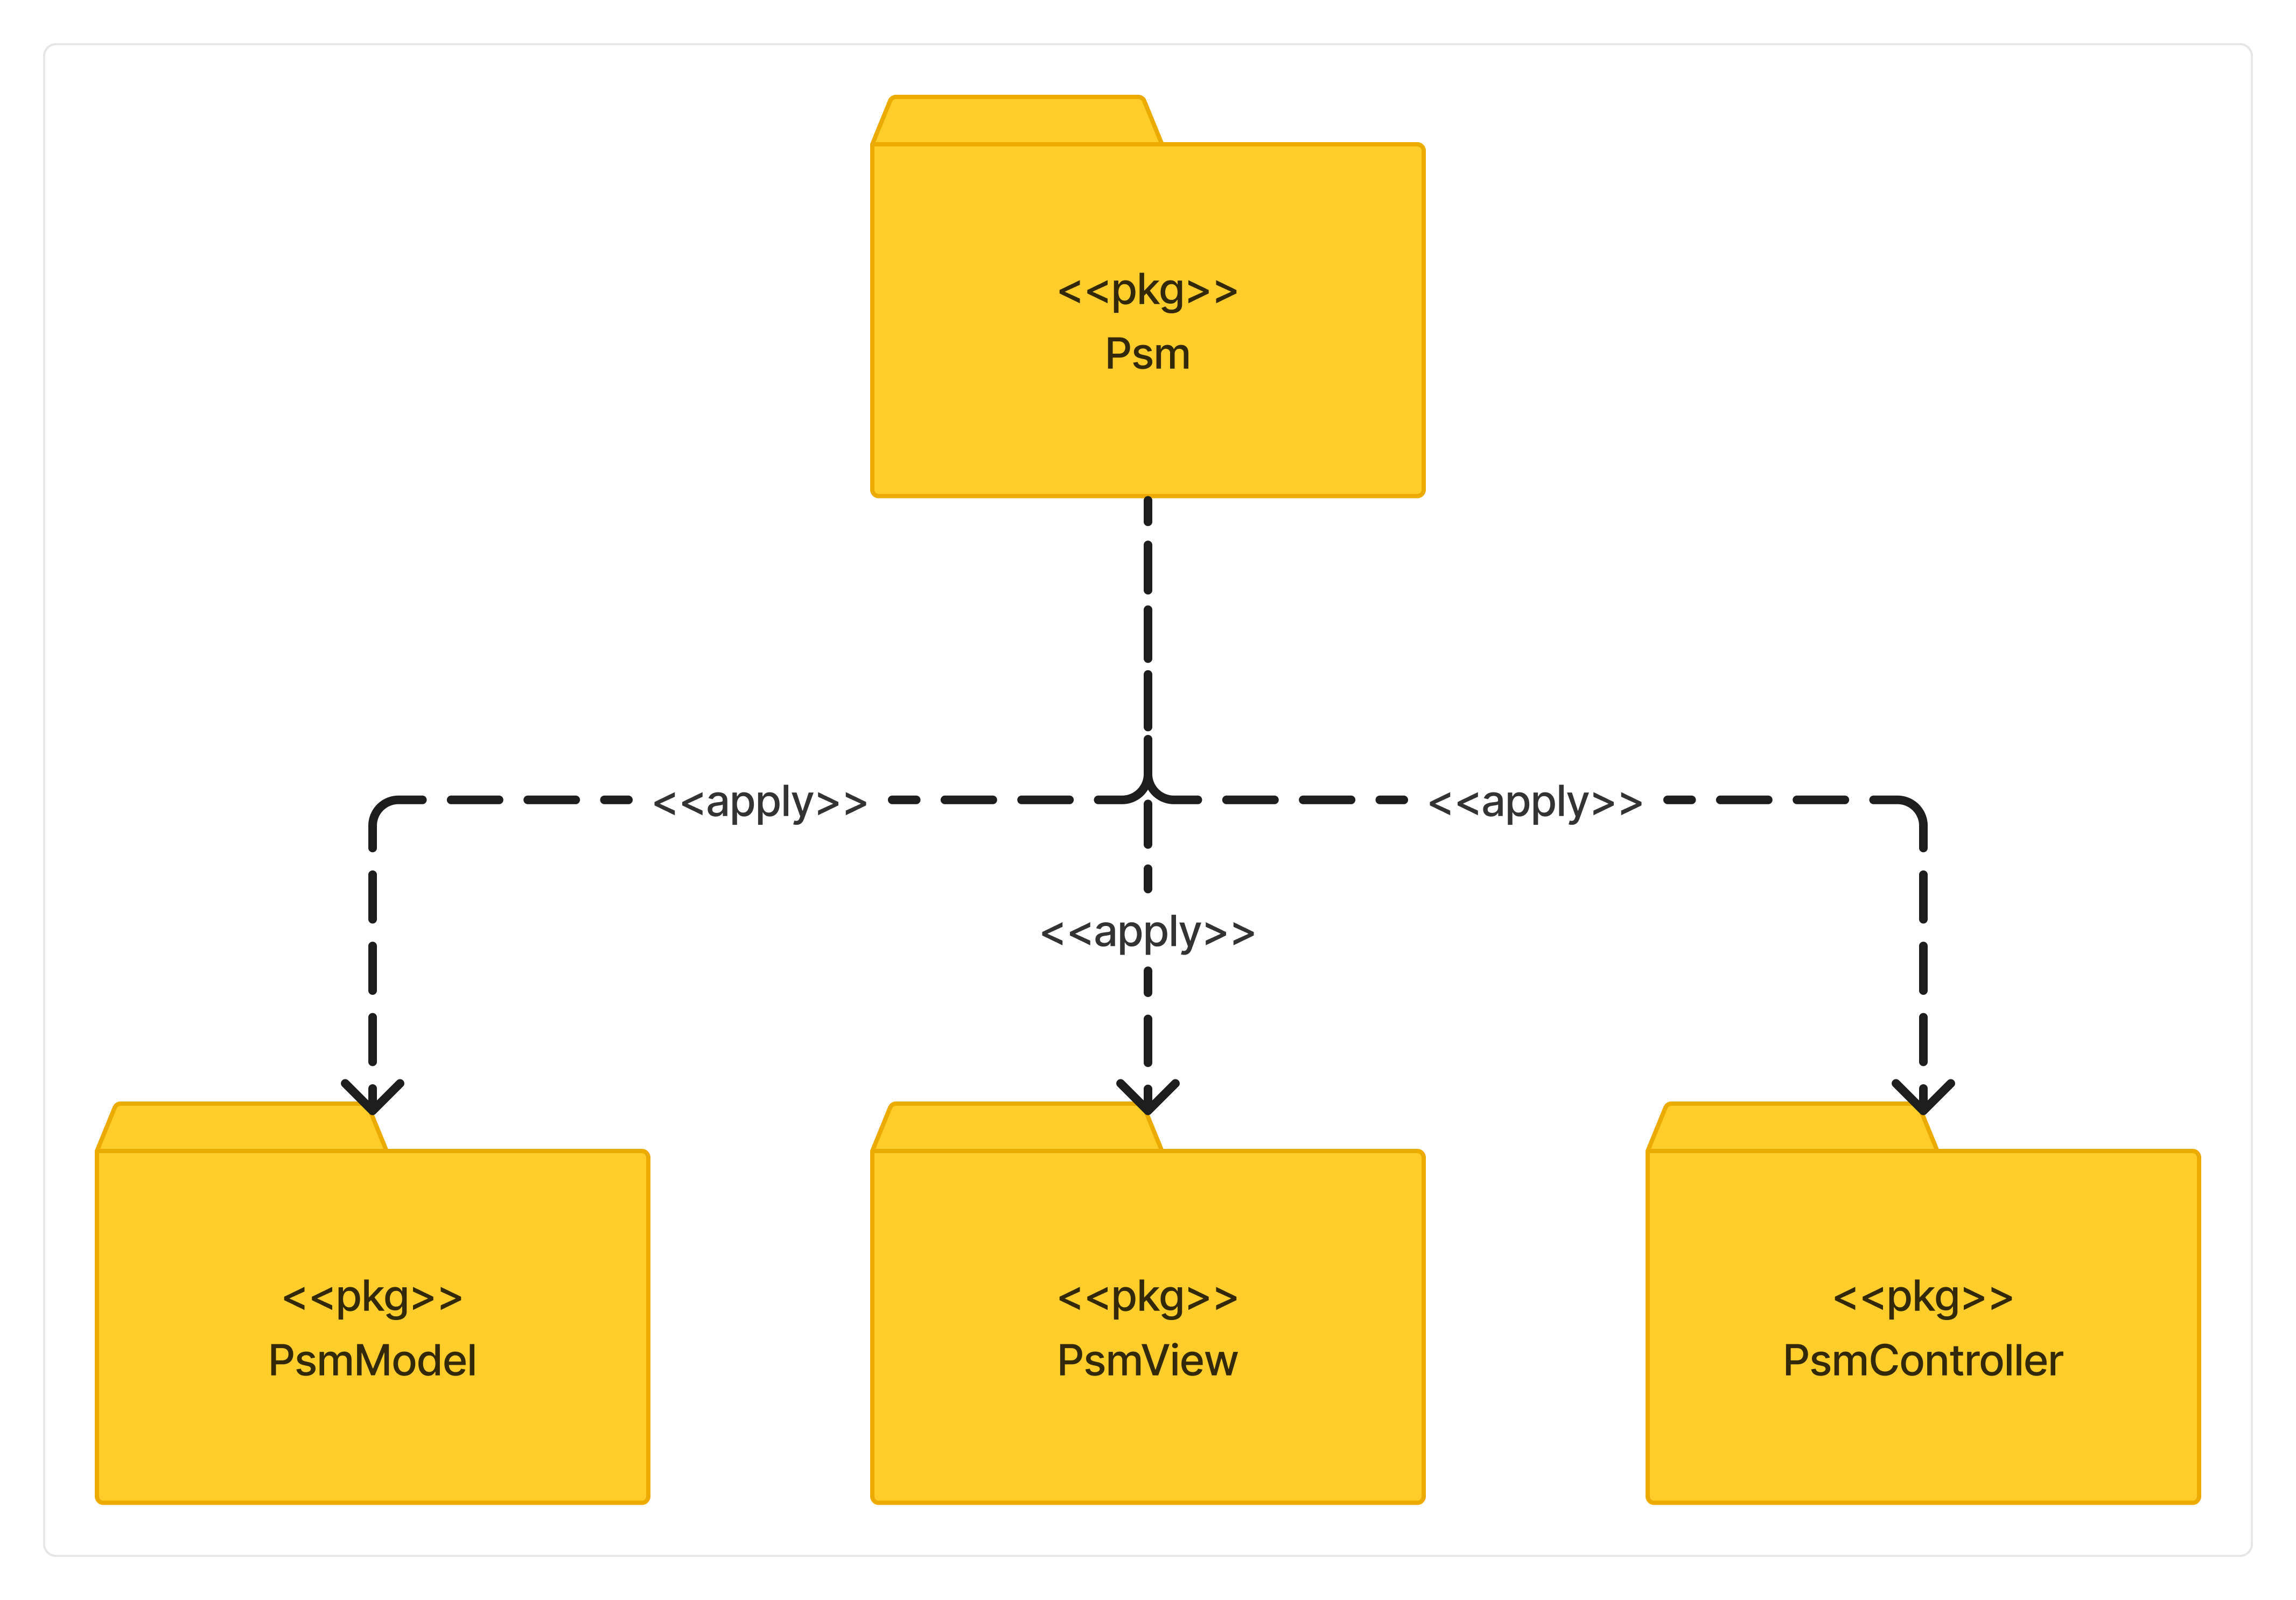 <<pkg>>
Psm
<<apply>>
<<apply>>
<<apply>>
<<pkg>>
PsmModel
<<pkg>>
PsmView
<<pkg>>
PsmController